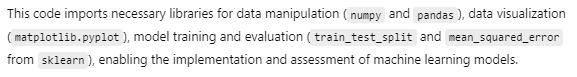 This code imports necessary libraries for data manipulation ( numpy and pandas ), data visualization
( matplotlib.pyplot ), model training and evaluation ( train_test_split and mean_squared_error
from sklearn ), enabling the implementation and assessment of machine learning models.